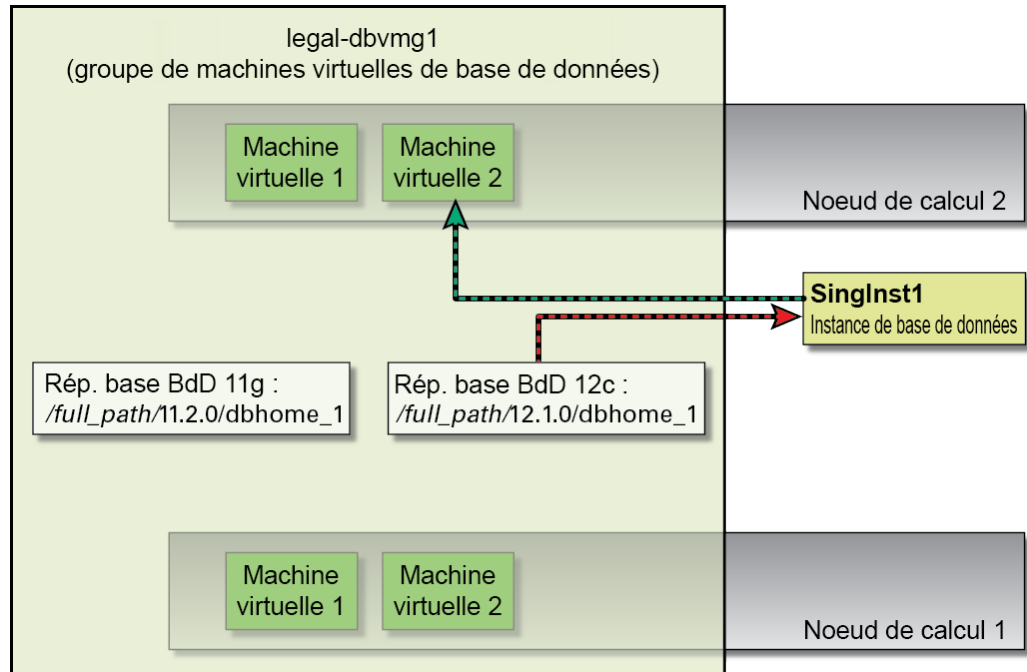 legal-dbvmg1
(groupe de machines virtuelles de base de données)
Machine
virtuelle 1
Machine
virtuelle 2
Noeud de calcul 2
SingInst1
Instance de base de données
Rép. base BdD 11g :
/full_path/11.2.0/dbhome_1
Rép. base BdD 12c :
/full_path/12.1.0/dbhome_1
Machine
virtuelle 1
Machine
virtuelle 2
Noeud de calcul 1